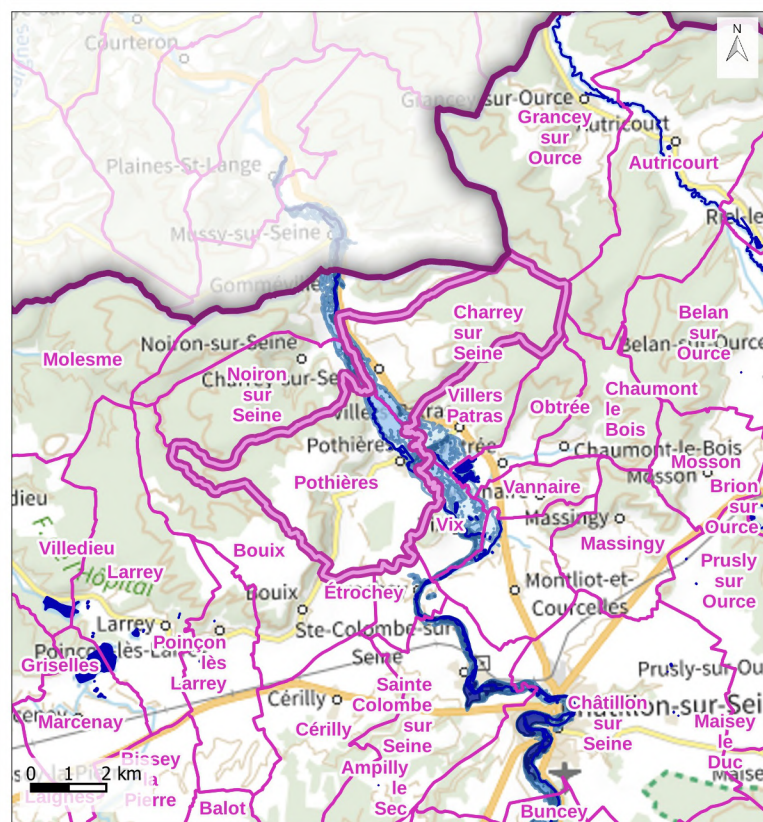 Courteron
N
Grancey-sur-Ource
Grancey
sur
Ource
Autricourt
Autricourt
Plaines-St-Lange
Mussy-sur-Seine
Gomméville
Charrey
sur
Seine
Belan
sur
Ource
Belan-sur-Ource
Molesme
Noiron-sur-Seine
Noiron
sur
Seine
Villers
Patras
Obtrée
Chaumont
le
Bois
Chaumont-le-Bois
Pothières
Pothières
Vannaire
Mosson
Mosson
Brion
sur
Ource
Vix
Massingy
Massingy
Villedieu
Larrey
Bouix
Bouix
Étrochey
Montliot-et-
Courcelles
Prusly
sur
Ource
Larrey
Poinçon
lès
Larrey
Ste-Colombe-sur-
Seine
Griselles
Cérilly
Cérilly
Sainte
Colombe
sur
Seine
Châtillon
sur
Seine
Marcenay
Maisey
le
Duc
Bissey
la
Pierre
Ampilly
le
Sec
Balot
Buncey
0 1 2 km